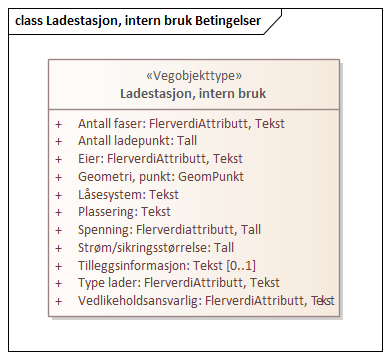 class Ladestasjon, intern bruk Betingelser
«Vegobjekttype»
Ladestasjon, intern bruk
+ Antall faser: FlerverdiAttributt, Tekst
+ Antall ladepunkt: Tall
+ Eier: FlerverdiAttributt, Tekst
+ Geometri, punkt: GeomPunkt
+ Låsesystem: Tekst
+ Plassering: Tekst
+ Spenning: Flerverdiattributt, Tall
+ Strøm/sikringsstørrelse: Tall
+ Tilleggsinformasjon: Tekst [0..1]
+ Type lader: FlerverdiAttributt, Tekst
+ Vedlikeholdsansvarlig: FlerverdiAttributt, Tekst